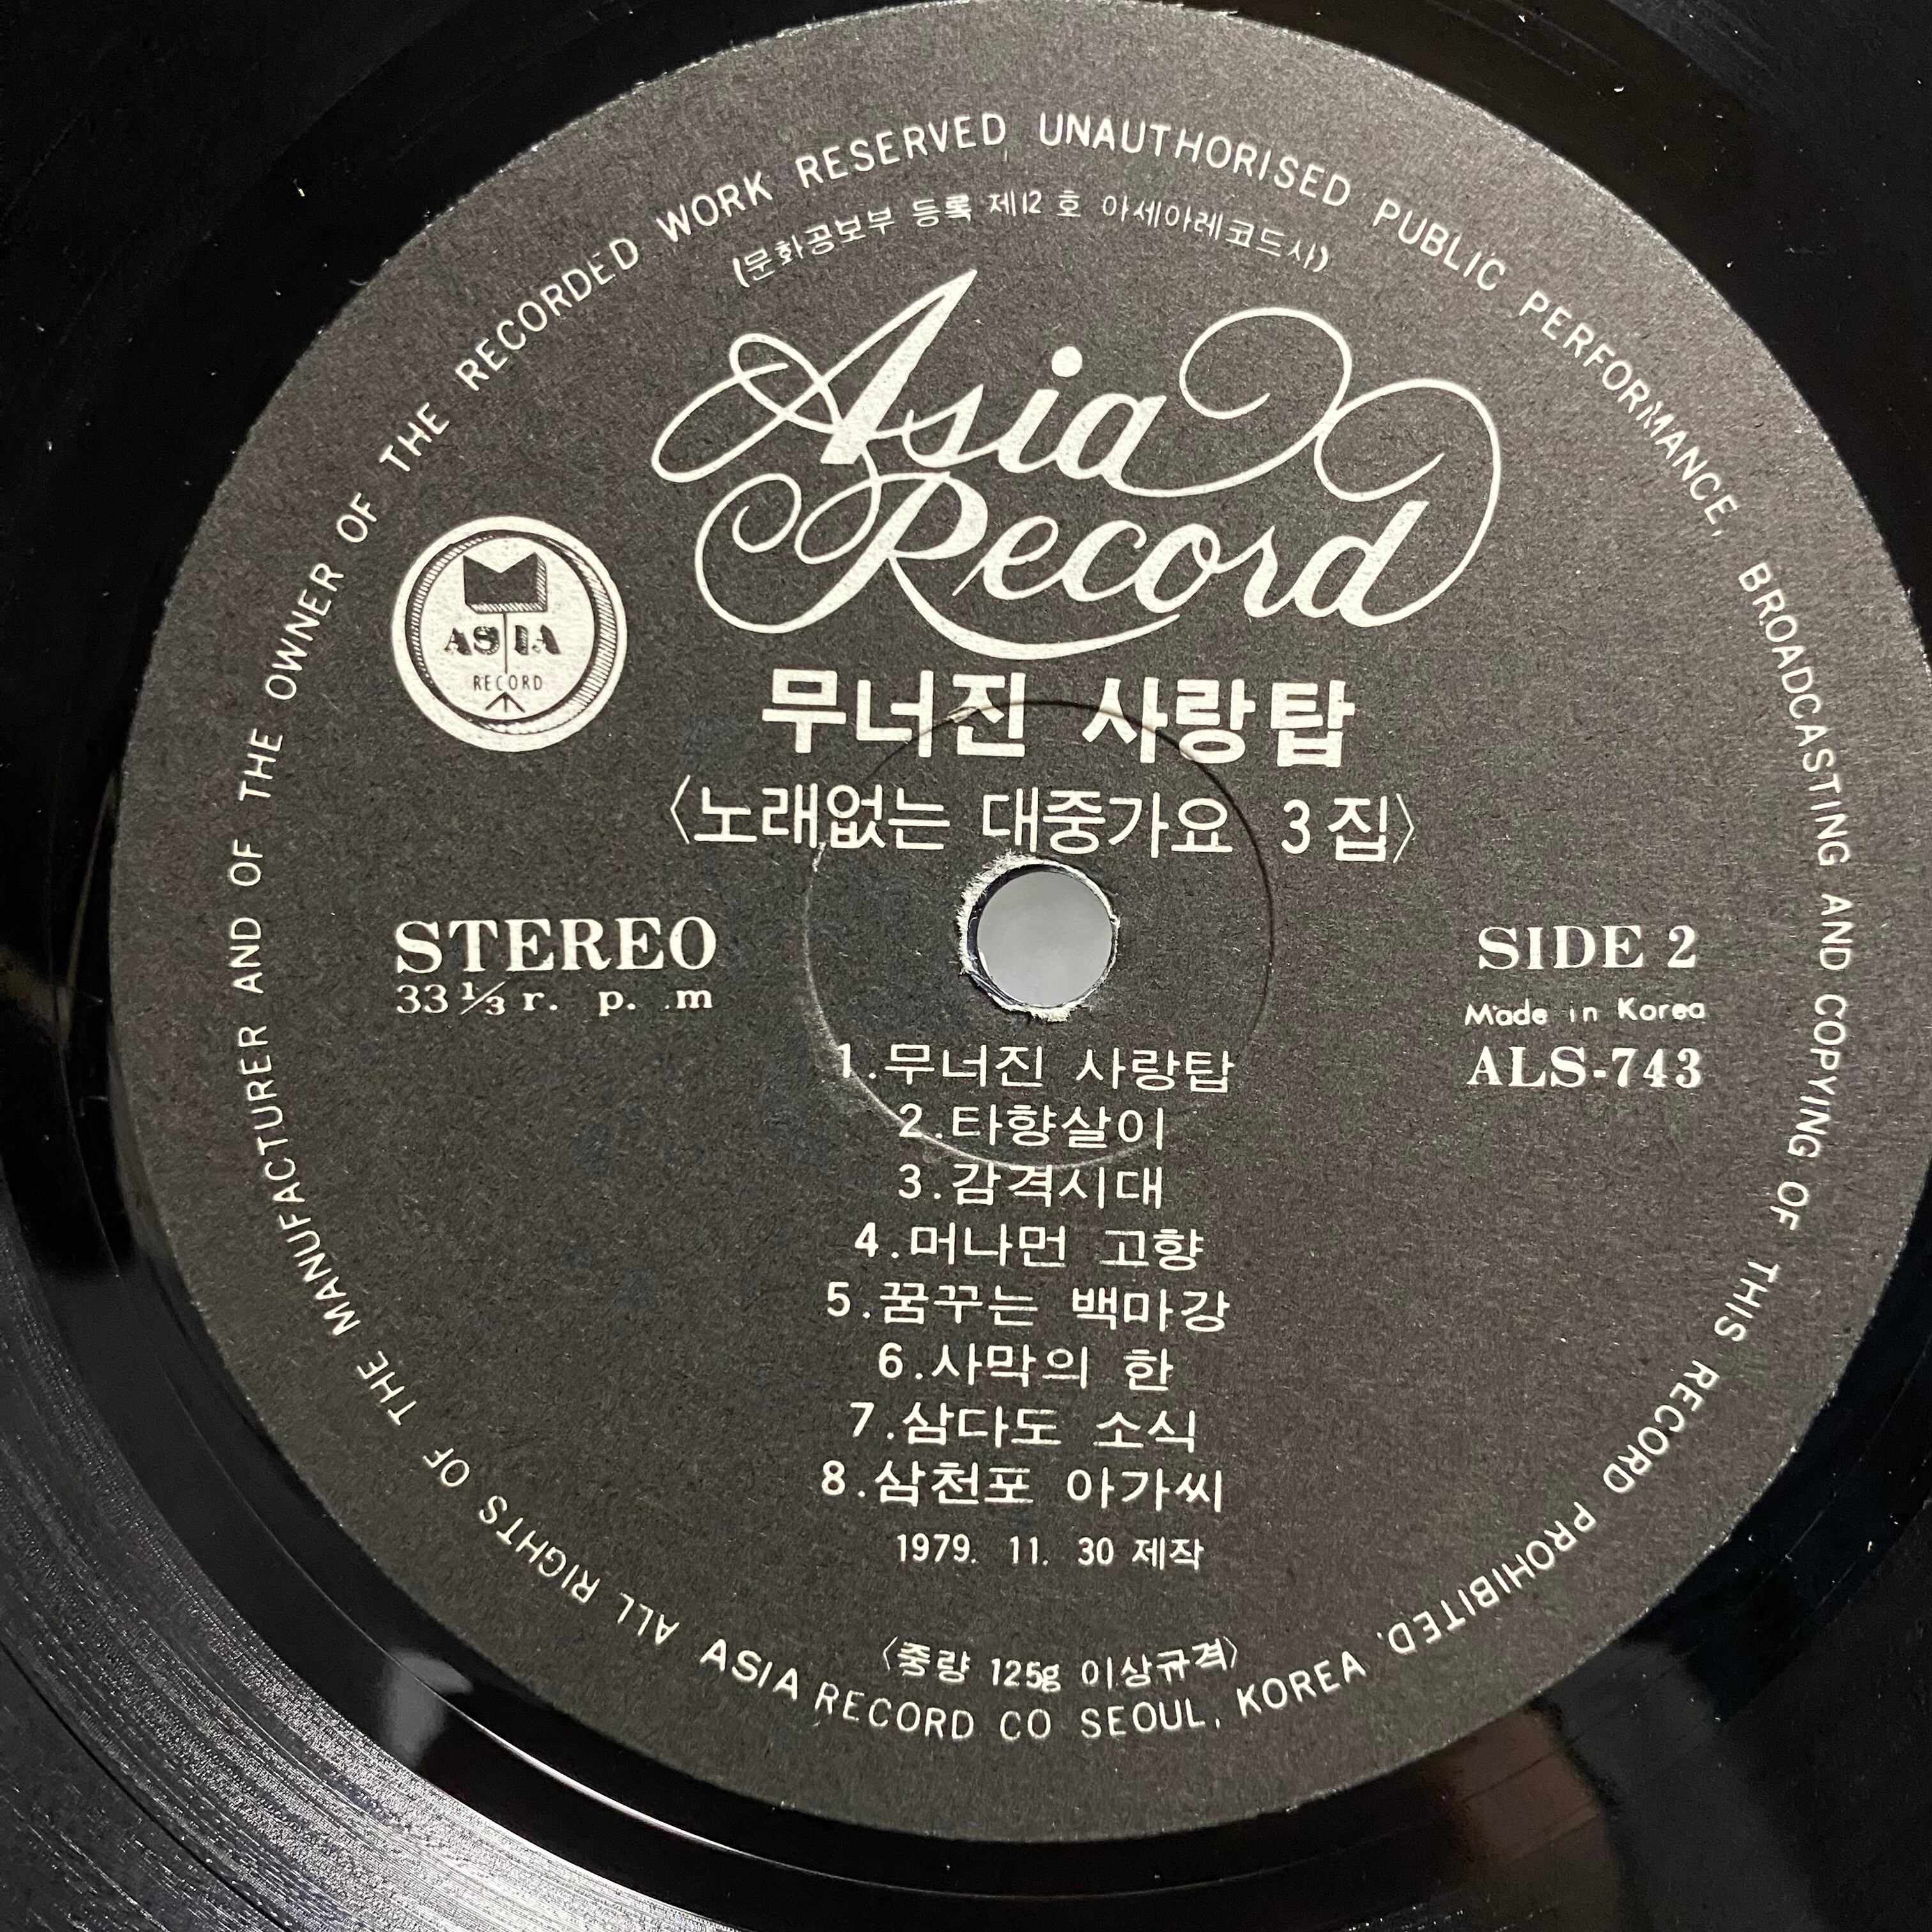 ALL RIGHTS OF THE MANUFACTURER AND OF THE OWNER OF THE RECORDED WORK RESERVED UNAUTHORISED PUBLIC PERFORMANCE, BROADCASTING AND COPYING OF THIS RECORD PROHIBITED.
(문화공보부 등록 제12호 아세아레코드사)
Asia
Record
ASIA
RECORD
무너진 사랑탑
〈노래없는 대중가요 3집〉
STEREO
33 1/3 r. p. m
SIDE 2
Made in Korea
ALS-743
1.무너진 사랑탑
2.타향살이
3.감격시대
4.머나먼 고향
5.꿈꾸는 백마강
6.사막의 한
7.삼다도 소식
8.삼천포 아가씨
1979. 11. 30 제작
〈중량 125g 이상규격〉
ASIA RECORD CO SEOUL, KOREA